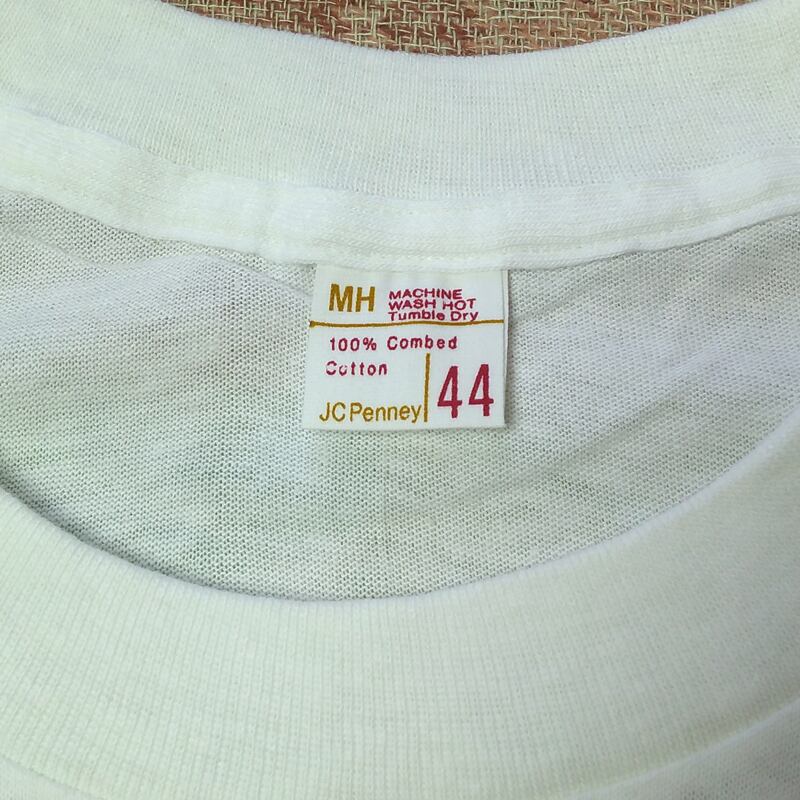 MH
MACHINE
WASH HOT
Tumble Dry
100% Combed
Cotton
JCPenney
44